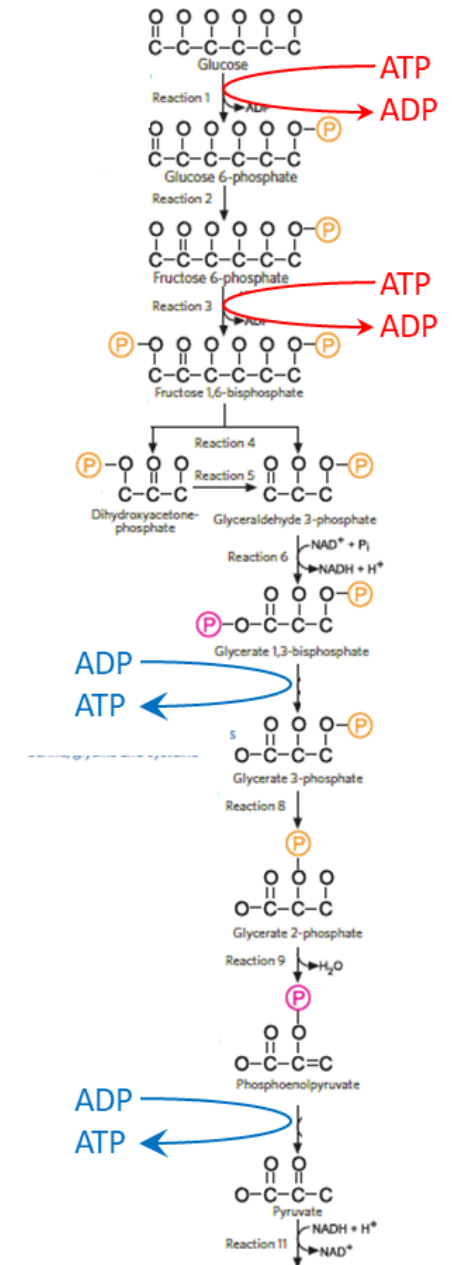 O O O O O O
C-C-C-C-C-C
Glucose
ATP
Reaction 1
ADP
ADP
O O O O O O-P
C-C-C-C-C-C
Glucose 6-phosphate
Reaction 2
O O O O O O-P
C-C-C-C-C-C
Fructose 6-phosphate
ATP
Reaction 3
ADP
ADP
P-O O O O O O-P
C-C-C-C-C-C
Fructose 1,6-bisphosphate
Reaction 4
P-O O O
C-C-C
Reaction 5
O O O-P
C-C-C
Dihydroxyacetone-
phosphate
Glyceraldehyde 3-phosphate
Reaction 6
NAD⁺ + Pᵢ
NADH + H⁺
O O O-P
P-O-C-C-C
Glycerate 1,3-bisphosphate
ADP
ATP
s
O O O-P
O-C-C-C
Glycerate 3-phosphate
Reaction 8
P
O O O
O-C-C-C
Glycerate 2-phosphate
Reaction 9
H₂O
P
O O
O-C-C=C
Phosphoenolpyruvate
ADP
ATP
O O
O-C-C-C
Pyruvate
Reaction 11
NADH + H⁺
NAD⁺